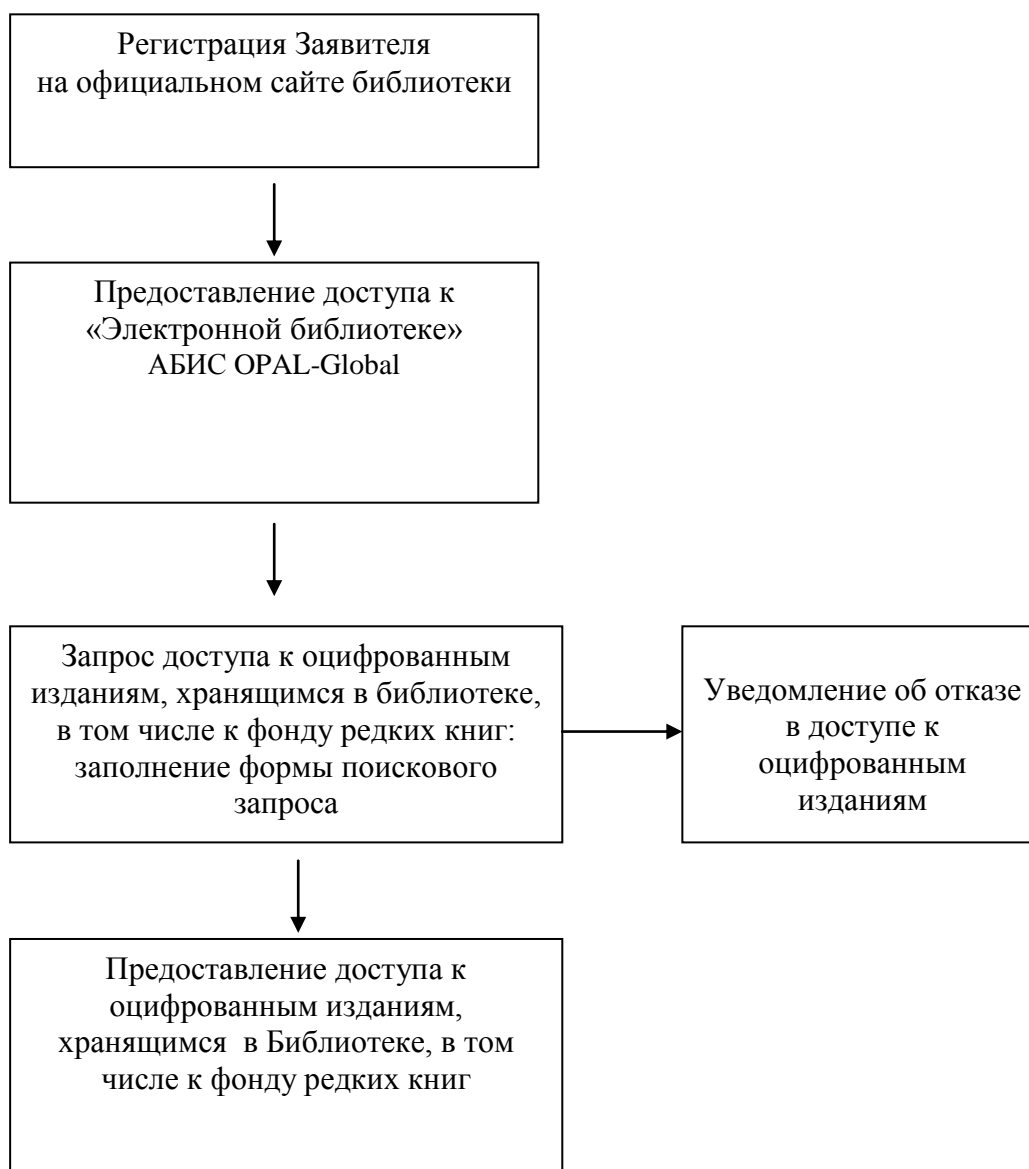 Регистрация Заявителя
на официальном сайте библиотеки
Предоставление доступа к
«Электронной библиотеке»
АБИС OPAL-Global
Запрос доступа к оцифрованным
изданиям, хранящимся в библиотеке,
в том числе к фонду редких книг:
заполнение формы поискового
запроса
Уведомление об отказе
в доступе к
оцифрованным
изданиям
Предоставление доступа к
оцифрованным изданиям,
хранящимся в Библиотеке, в том
числе к фонду редких книг